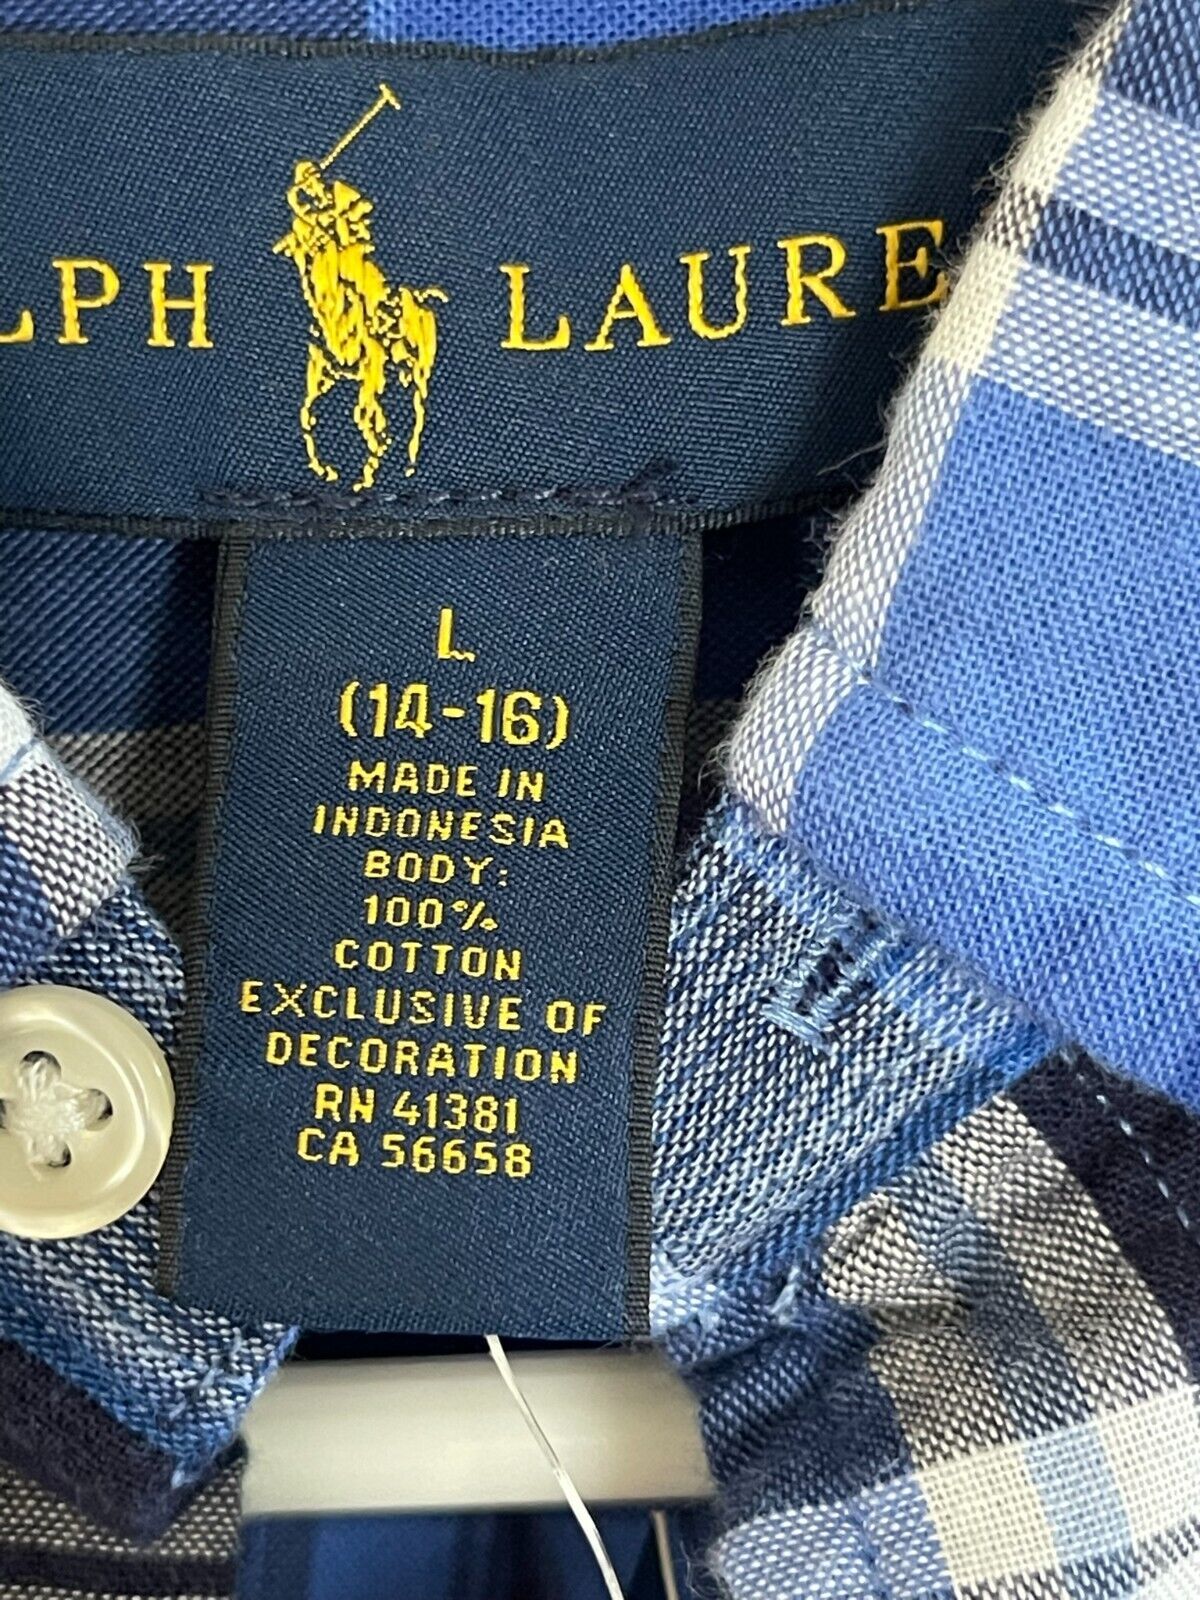 LPH LAURE
L
(14-16)
MADE IN
INDONESIA
BODY:
100%
COTTON
EXCLUSIVE OF
DECORATION
RN 41381
CA 56658